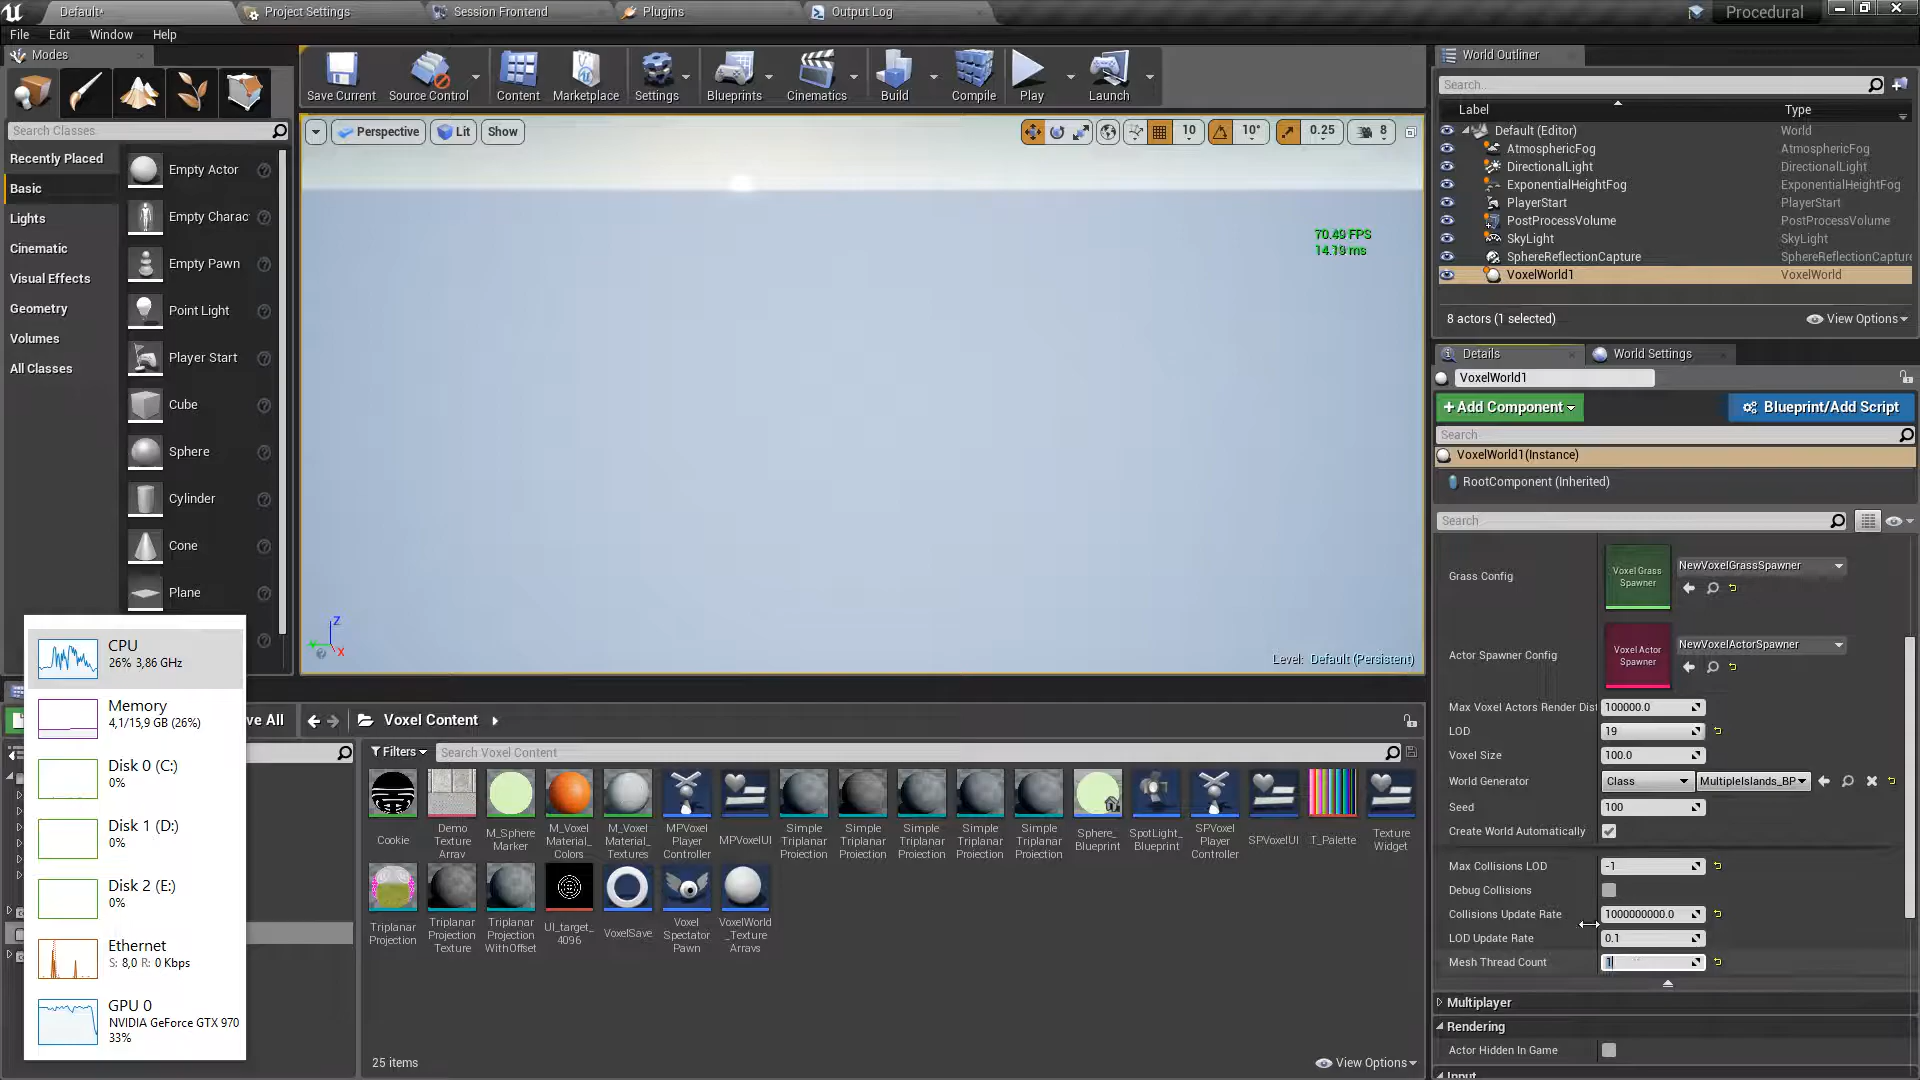 Default*
Project Settings
Session Frontend
Plugins
Output Log
Procedural
File Edit Window Help
Modes
Search Classes
Recently Placed
Basic
Lights
Cinematic
Visual Effects
Geometry
Volumes
All Classes
Empty Actor
Empty Charac
Empty Pawn
Point Light
Player Start
Cube
Sphere
Cylinder
Cone
Plane
Save Current
Source Control
Content
Marketplace
Settings
Blueprints
Cinematics
Build
Compile
Play
Launch
Perspective
Lit
Show
10
10°
0.25
8
70.49 FPS
14.19 ms
Z
X
Level: Default (Persistent)
World Outliner
Search...
Label Type
Default (Editor) World
AtmosphericFog AtmosphericFog
DirectionalLight DirectionalLight
ExponentialHeightFog ExponentialHeightFog
PlayerStart PlayerStart
PostProcessVolume PostProcessVolume
SkyLight SkyLight
SphereReflectionCapture SphereReflectionCapture
VoxelWorld1 VoxelWorld
8 actors (1 selected)
View Options
Details
World Settings
VoxelWorld1
+Add Component
Blueprint/Add Script
Search
VoxelWorld1(Instance)
RootComponent (Inherited)
Search
Grass Config
Voxel Grass
Spawner
NewVoxelGrassSpawner
Actor Spawner Config
Voxel Actor
Spawner
NewVoxelActorSpawner
Max Voxel Actors Render Dist 100000.0
LOD 19
Voxel Size 100.0
World Generator Class MultipleIslands_BP
Seed 100
Create World Automatically
Max Collisions LOD -1
Debug Collisions
Collisions Update Rate 1000000000.0
LOD Update Rate 0.1
Mesh Thread Count 1
Multiplayer
Rendering
Actor Hidden In Game
Input
CPU
26% 3,86 GHz
Memory
4,1/15,9 GB (26%)
Disk 0 (C:)
0%
Disk 1 (D:)
0%
Disk 2 (E:)
0%
Ethernet
S: 8,0 R: 0 Kbps
GPU 0
NVIDIA GeForce GTX 970
33%
ve All
Voxel Content
Filters
Search Voxel Content
Cookie
Demo
Texture
Array
M_Sphere
Marker
M_Voxel
Material_
Colors
M_Voxel
Material_
Textures
MPVoxel
Player
Controller
MPVoxelUI
Simple
Triplanar
Projection
Simple
Triplanar
Projection
Simple
Triplanar
Projection
Simple
Triplanar
Projection
Simple
Triplanar
Projection
Sphere_
Blueprint
SpotLight_
Blueprint
SPVoxel
Player
Controller
SPVoxelUI
T_Palette
Texture
Widget
Triplanar
Projection
Triplanar
Projection
Texture
Triplanar
Projection
WithOffset
UI_target_
4096
VoxelSave
Voxel
Spectator
Pawn
VoxelWorld
_Texture
Arrays
25 items
View Options